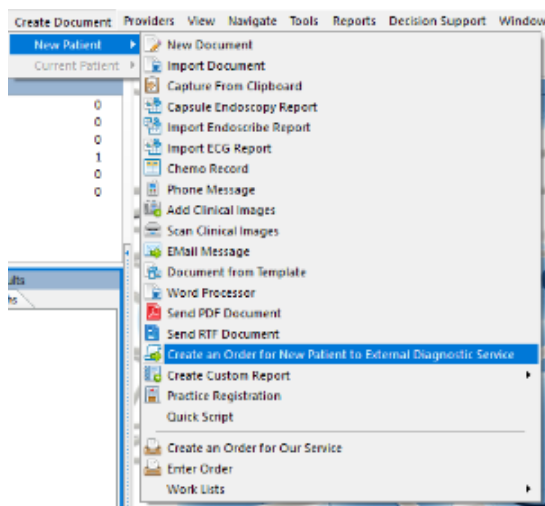 Create Document Providers View Navigate Tools Reports Decision Support Window
New Patient
Current Patient
New Document
Import Document
Capture From Clipboard
0
Capsule Endoscopy Report
0
Import Endoscribe Report
0
Import ECG Report
1
Chemo Record
0
Phone Message
0
Add Clinical Images
Scan Clinical Images
EMail Message
Document from Template
Word Processor
Send PDF Document
Send RTF Document
Create an Order for New Patient to External Diagnostic Service
Create Custom Report
Practice Registration
Quick Script
Create an Order for Our Service
Enter Order
Work Lists